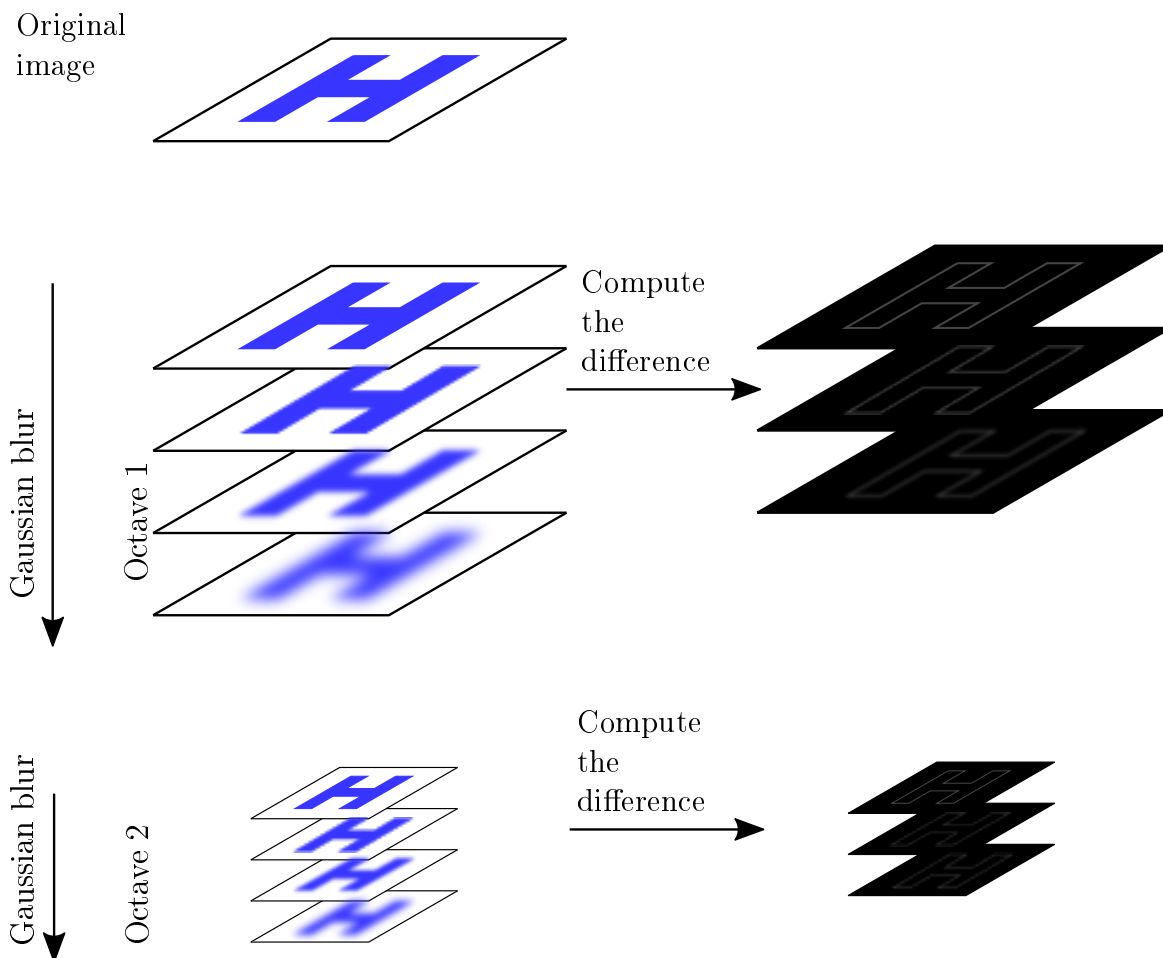 Original
image
H
Compute
the
difference
Gaussian blur
Octave 1
H
H
H
H
H
H
H
Compute
the
difference
Gaussian blur
Octave 2
H
H
H
H
H
H
H